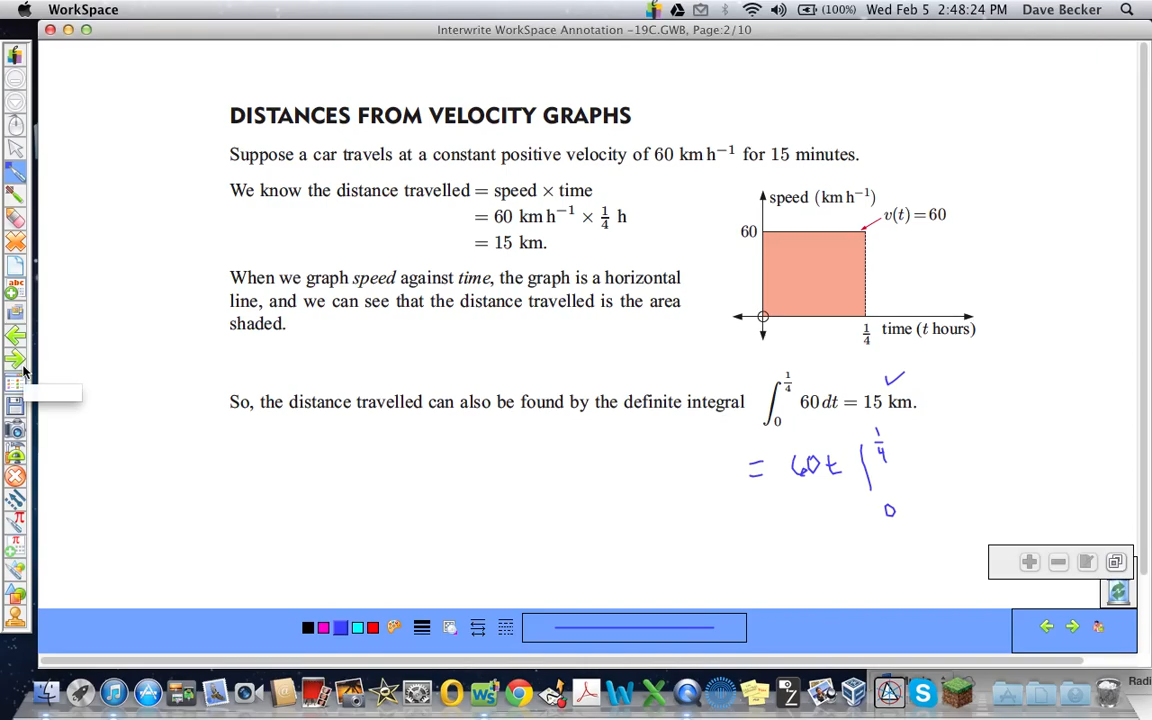 WorkSpace (100%) Wed Feb 5 2:48:24 PM Dave Becker
Interwrite WorkSpace Annotation -19C.GWB, Page:2/10
DISTANCES FROM VELOCITY GRAPHS
Suppose a car travels at a constant positive velocity of 60 km h⁻¹ for 15 minutes.
We know the distance travelled = speed × time
= 60 km h⁻¹ × 1/4 h
= 15 km.
When we graph speed against time, the graph is a horizontal
line, and we can see that the distance travelled is the area
shaded.
speed (km h⁻¹)
v(t) = 60
60
1/4 time (t hours)
So, the distance travelled can also be found by the definite integral ∫₀^(1/4) 60 dt = 15 km. ✓
= 60t |₀^(1/4)
abc
π
π
W
Z
S
Radi